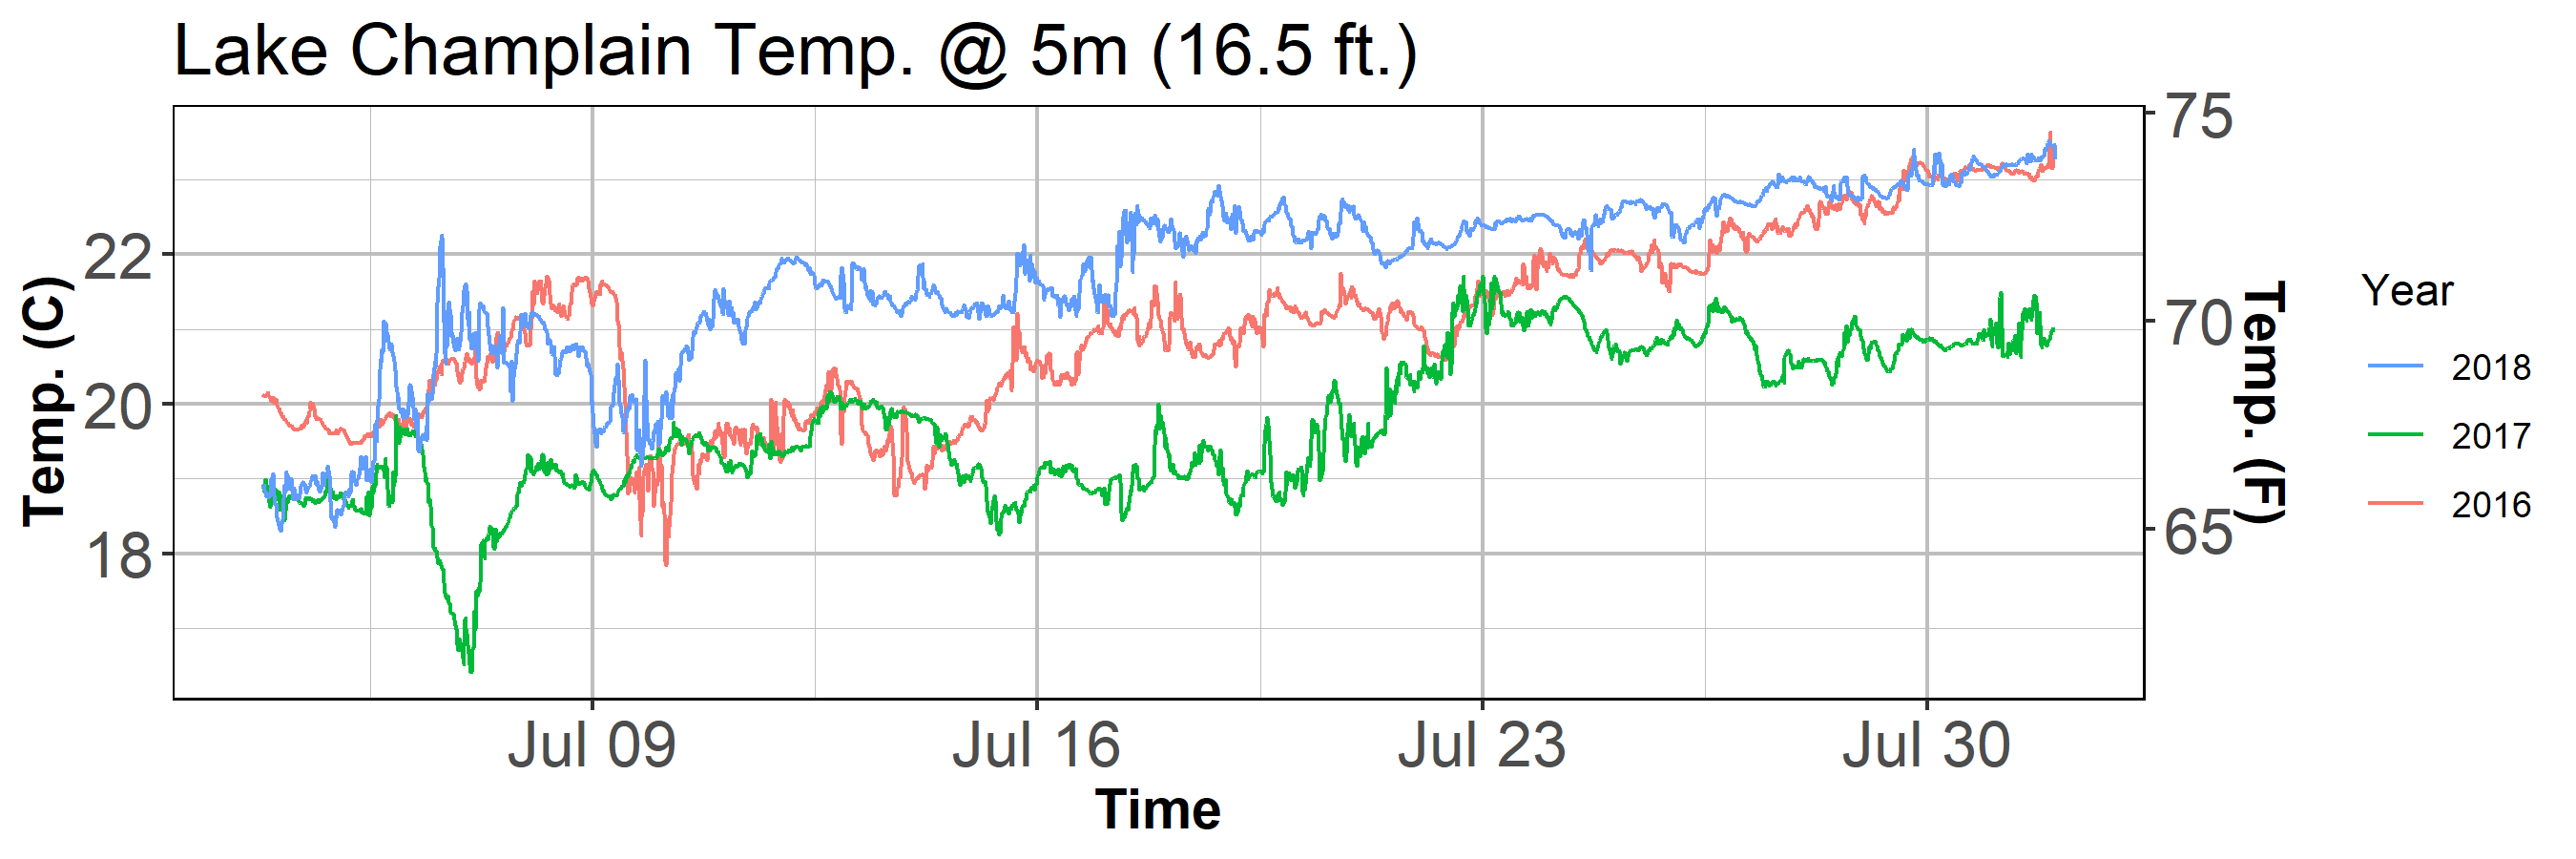 Lake Champlain Temp. @ 5m (16.5 ft.)
Temp. (C)
22
20
18
75
70
65
Temp. (F)
Jul 09
Jul 16
Jul 23
Jul 30
Time
Year
2018
2017
2016